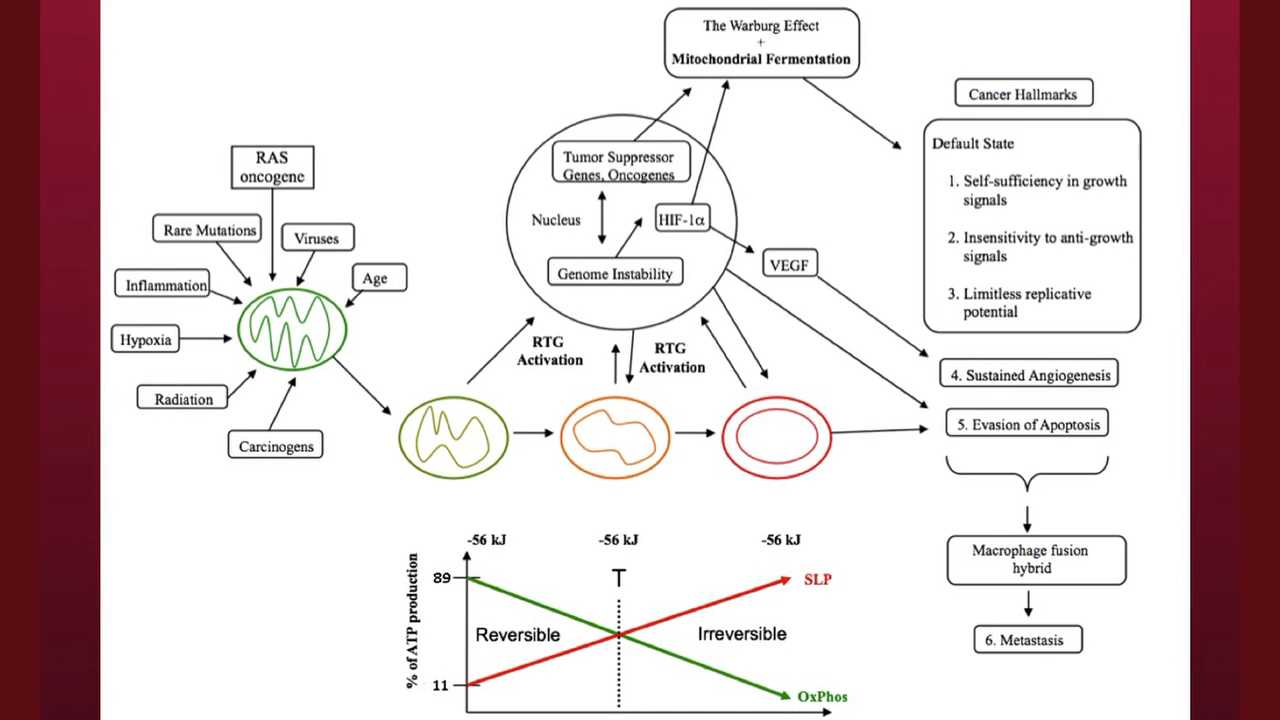 The Warburg Effect
+
Mitochondrial Fermentation
Cancer Hallmarks
Default State
1. Self-sufficiency in growth
signals
2. Insensitivity to anti-growth
signals
3. Limitless replicative
potential
RAS
oncogene
Rare Mutations
Viruses
Age
Inflammation
Hypoxia
Radiation
Carcinogens
Tumor Suppressor
Genes, Oncogenes
Nucleus
HIF-1α
Genome Instability
VEGF
RTG
Activation
RTG
Activation
4. Sustained Angiogenesis
5. Evasion of Apoptosis
Macrophage fusion
hybrid
6. Metastasis
-56 kJ
-56 kJ
-56 kJ
% of ATP production
89
T
SLP
Reversible
Irreversible
11
OxPhos